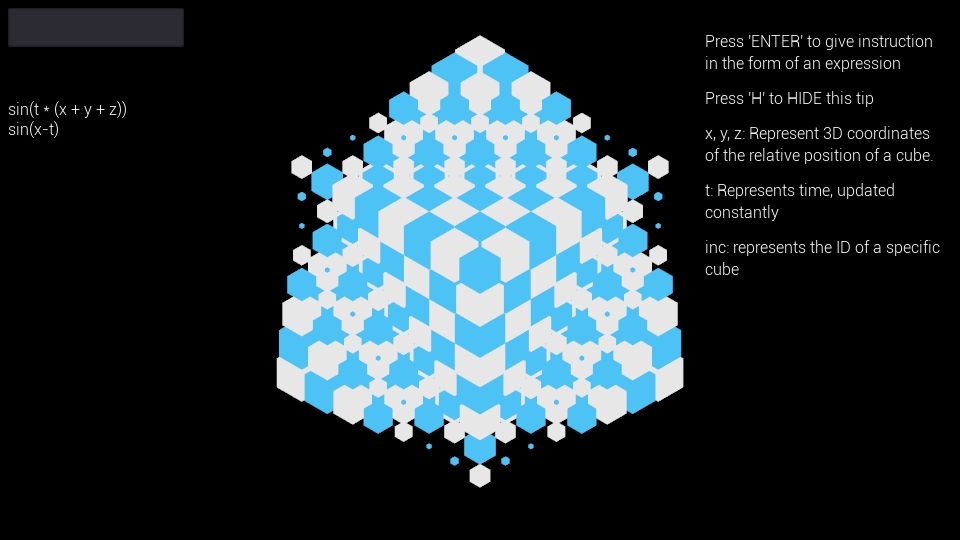 sin(t * (x + y + z))
sin(x-t)
Press 'ENTER' to give instruction
in the form of an expression
Press 'H' to HIDE this tip
x, y, z: Represent 3D coordinates
of the relative position of a cube.
t: Represents time, updated
constantly
inc: represents the ID of a specific
cube